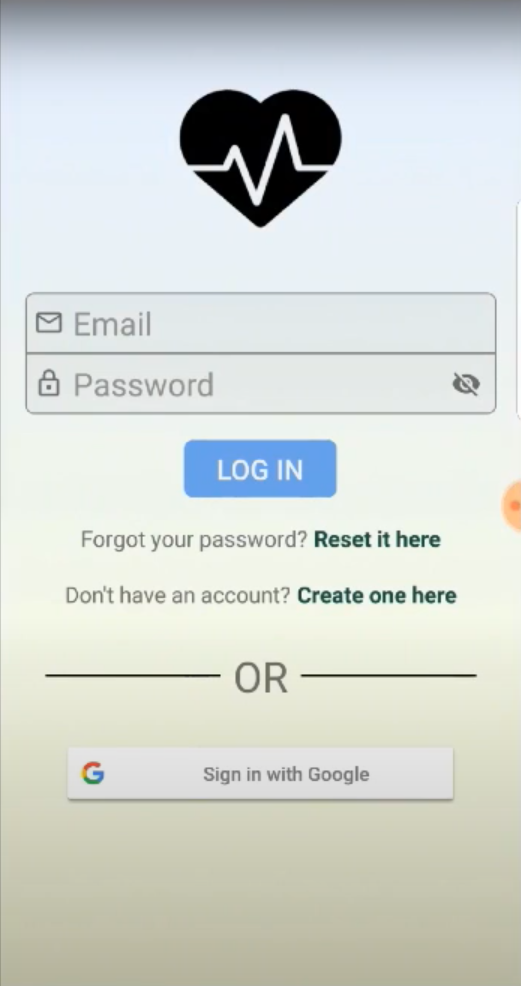 Email
Password
LOG IN
Forgot your password? Reset it here
Don't have an account? Create one here
OR
Sign in with Google